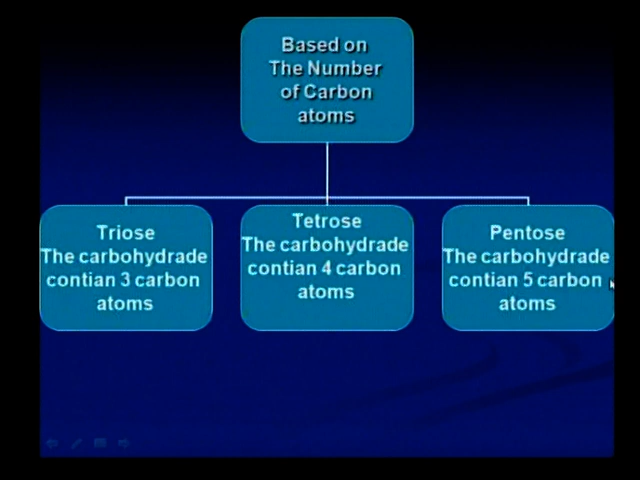 Based on
The Number
of Carbon
atoms
Triose
The carbohydrade
contian 3 carbon
atoms
Tetrose
The carbohydrade
contian 4 carbon
atoms
Pentose
The carbohydrade
contian 5 carbon
atoms